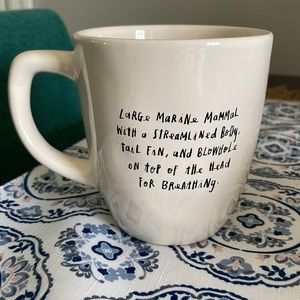 LARGE MARINE MAMMAL
WITH A STREAMLINED BODY,
TAIL FIN, AND BLOWHOLE
ON TOP OF THE HEAD
FOR BREATHING.